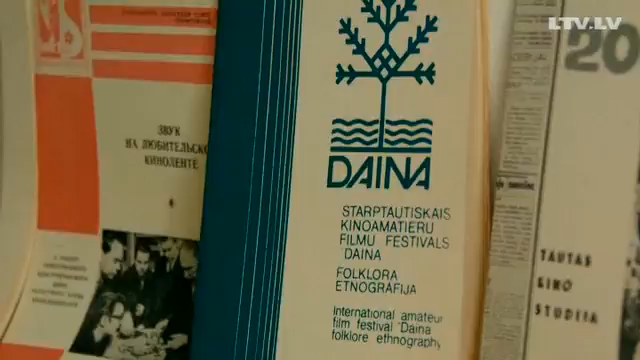 LTV.LV
ЗВУК
НА ЛЮБИТЕЛЬСКО
КИНОЛЕНТЕ
DAINA
STARPTAUTISKAIS
KINOAMATIERU
FILMU FESTIVALS
"DAINA
FOLKLORA
ETNOGRAFIJA
International amateur
film festival "Daina
folklore ethnography
20
TAUTAS
KINO
STUDIJA